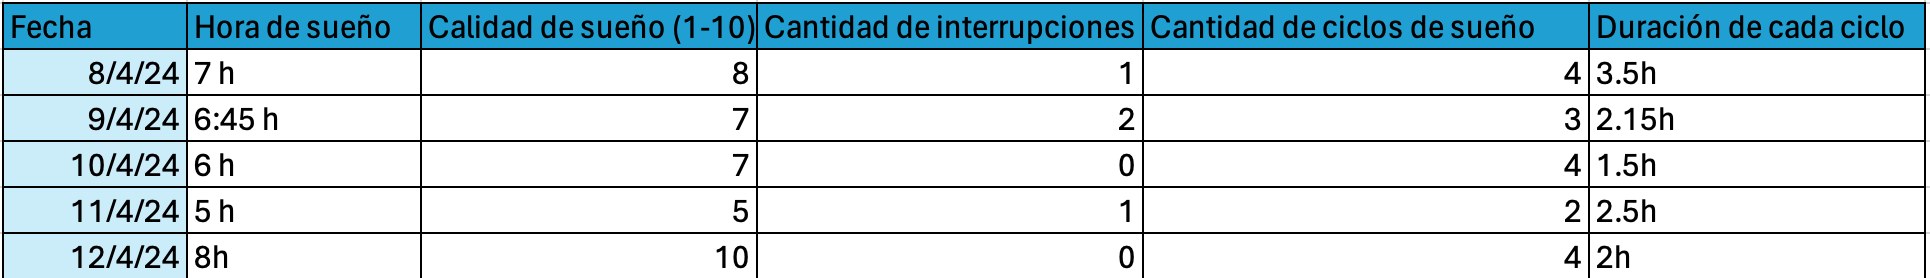 Fecha Hora de sueño Calidad de sueño (1-10) Cantidad de interrupciones Cantidad de ciclos de sueño Duración de cada ciclo
8/4/24 7 h 8 1 4 3.5h
9/4/24 6:45 h 7 2 3 2.15h
10/4/24 6 h 7 0 4 1.5h
11/4/24 5 h 5 1 2 2.5h
12/4/24 8h 10 0 4 2h